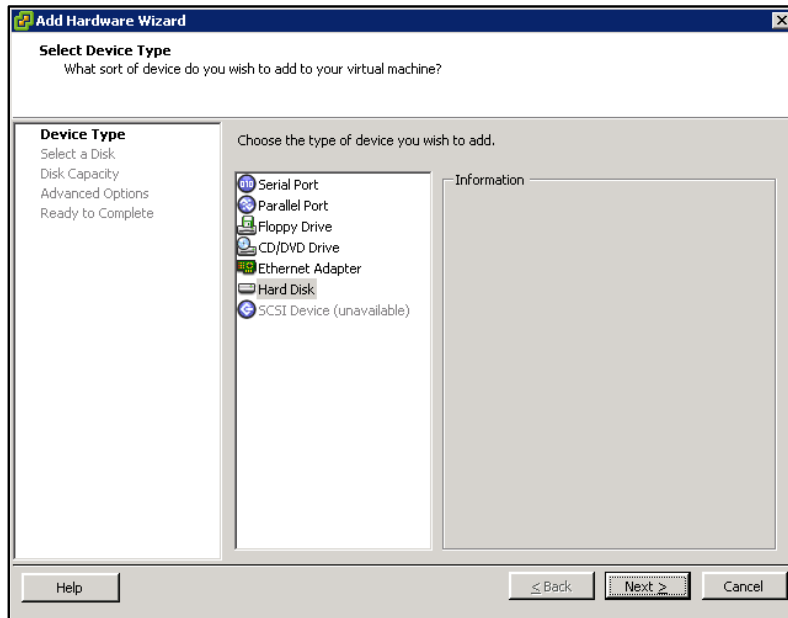 Add Hardware Wizard
Select Device Type
What sort of device do you wish to add to your virtual machine?
Device Type
Select a Disk
Disk Capacity
Advanced Options
Ready to Complete
Choose the type of device you wish to add.
Serial Port
Parallel Port
Floppy Drive
CD/DVD Drive
Ethernet Adapter
Hard Disk
SCSI Device (unavailable)
Information
Help
< Back
Next >
Cancel